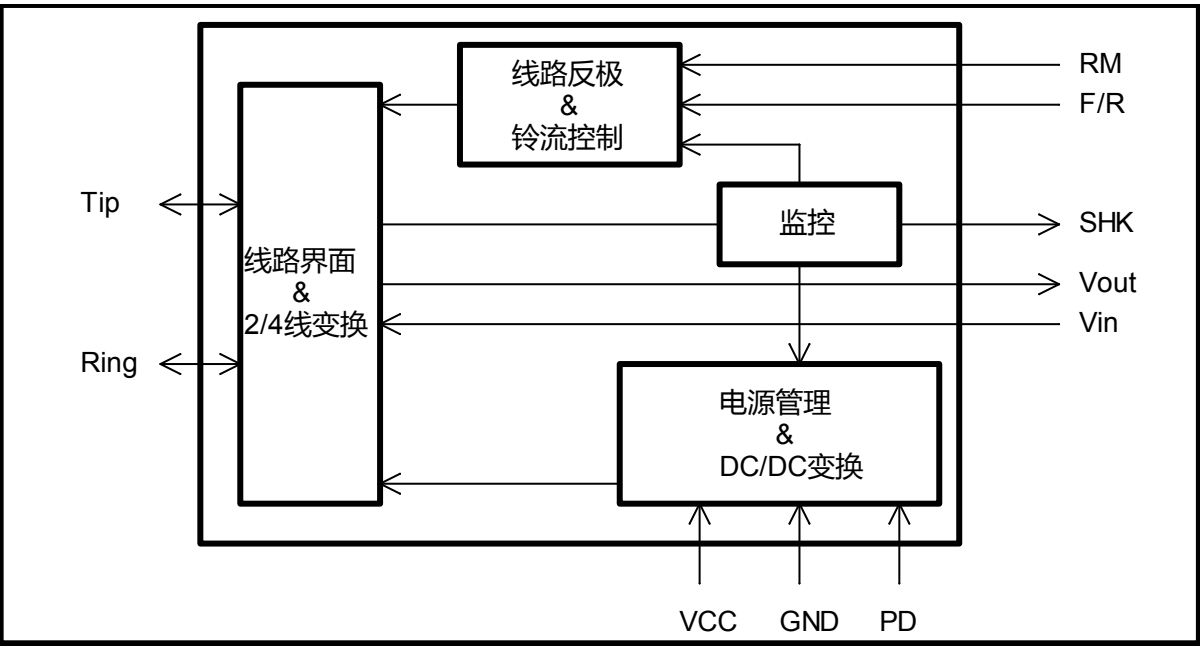 线路反极
&
铃流控制
RM
F/R
Tip
监控
SHK
线路界面
&
2/4线变换
Vout
Vin
Ring
电源管理
&
DC/DC变换
VCC
GND
PD